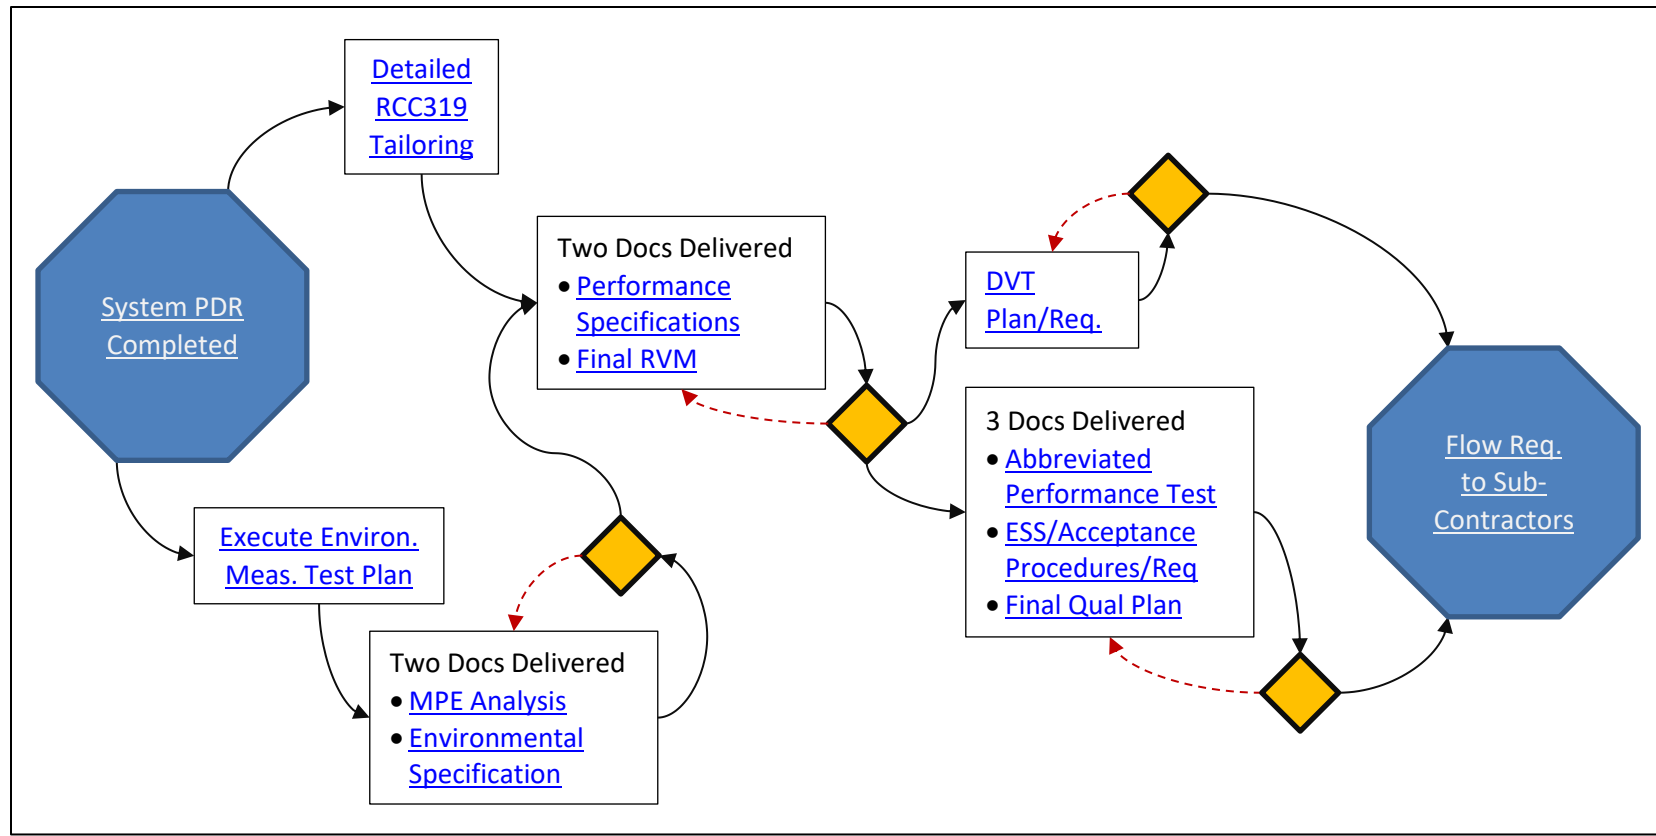 Detailed
RCC319
Tailoring
System PDR
Completed
Execute Environ.
Meas. Test Plan
Two Docs Delivered
• MPE Analysis
• Environmental
Specification
Two Docs Delivered
• Performance
Specifications
• Final RVM
DVT
Plan/Req.
3 Docs Delivered
• Abbreviated
Performance Test
• ESS/Acceptance
Procedures/Req
• Final Qual Plan
Flow Req.
to Sub-
Contractors